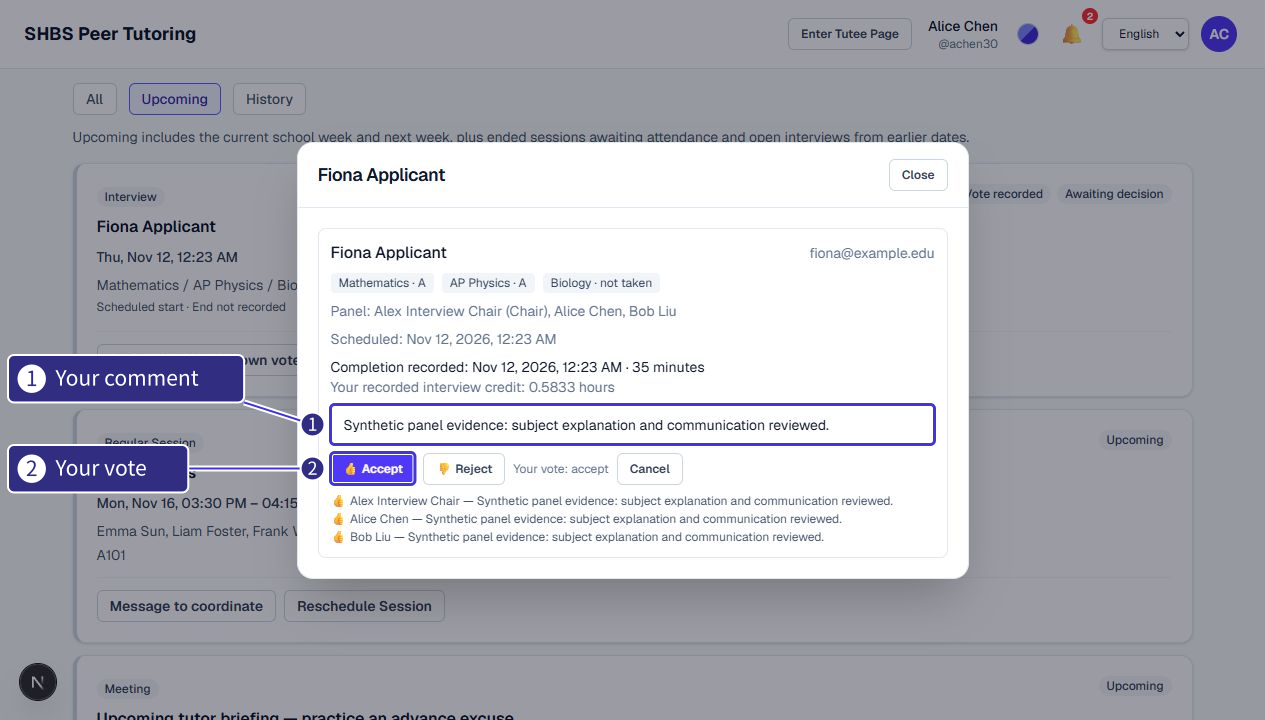 SHBS Peer Tutoring
Enter Tutee Page
Alice Chen
@achen30
2
English
AC
All
Upcoming
History
Upcoming includes the current school week and next week, plus ended sessions awaiting attendance and open interviews from earlier dates.
Interview
Vote recorded
Awaiting decision
Fiona Applicant
Thu, Nov 12, 12:23 AM
Mathematics / AP Physics / Bio
Scheduled start · End not recorded
own vote
Fiona Applicant
Close
Fiona Applicant
fiona@example.edu
Mathematics · A
AP Physics · A
Biology · not taken
Panel: Alex Interview Chair (Chair), Alice Chen, Bob Liu
Scheduled: Nov 12, 2026, 12:23 AM
Completion recorded: Nov 12, 2026, 12:23 AM · 35 minutes
Your recorded interview credit: 0.5833 hours
1 Your comment
1
Synthetic panel evidence: subject explanation and communication reviewed.
2 Your vote
2
👍 Accept
👎 Reject
Your vote: accept
Cancel
👍 Alex Interview Chair — Synthetic panel evidence: subject explanation and communication reviewed.
👍 Alice Chen — Synthetic panel evidence: subject explanation and communication reviewed.
👍 Bob Liu — Synthetic panel evidence: subject explanation and communication reviewed.
Regular Session
Upcoming
Mon, Nov 16, 03:30 PM – 04:15
Emma Sun, Liam Foster, Frank
A101
Message to coordinate
Reschedule Session
N
Meeting
Upcoming
Upcoming tutor briefing — practice an advance excuse